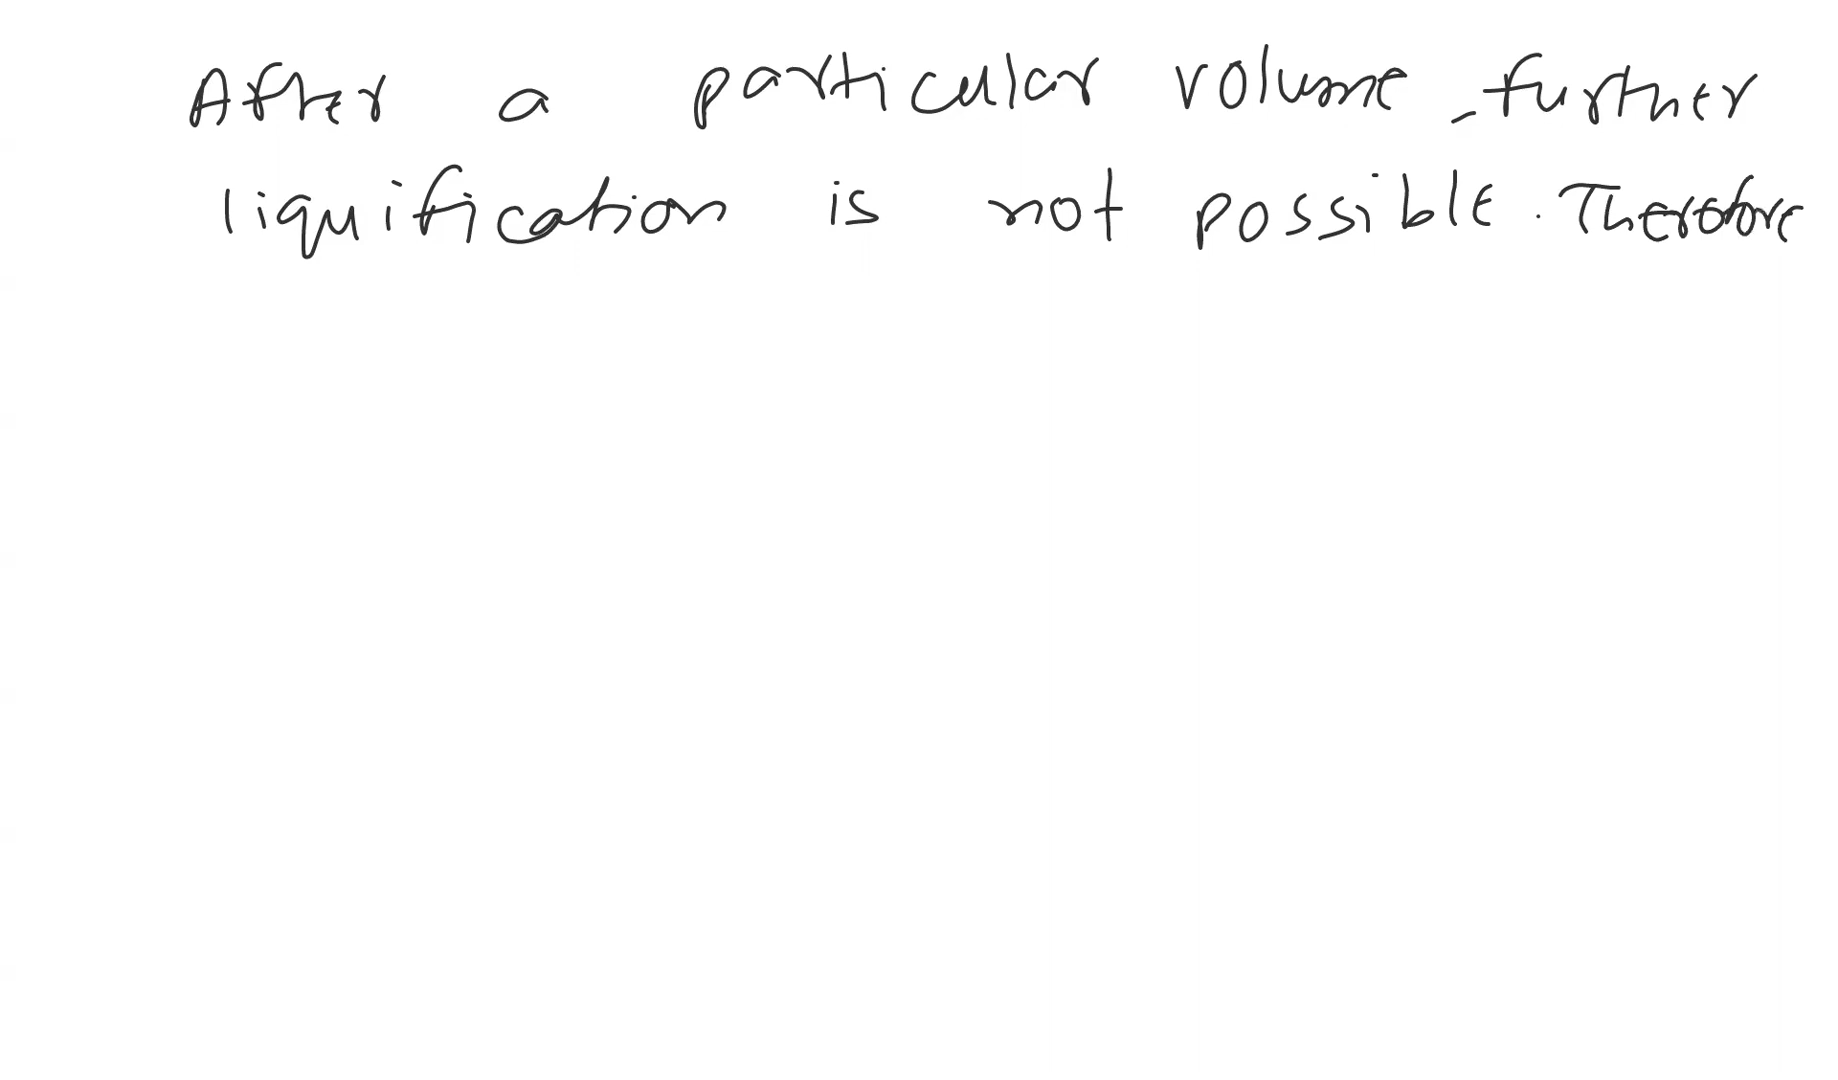 After a particular volume, further
liquification is not possible. Therefore